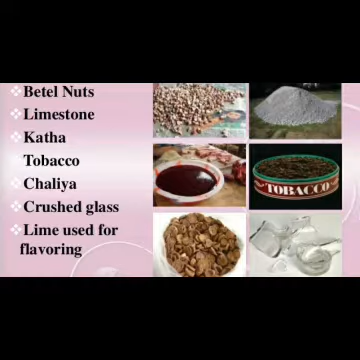 Betel Nuts
Limestone
Katha
Tobacco
Chaliya
Crushed glass
Lime used for
flavoring
TOBACCO